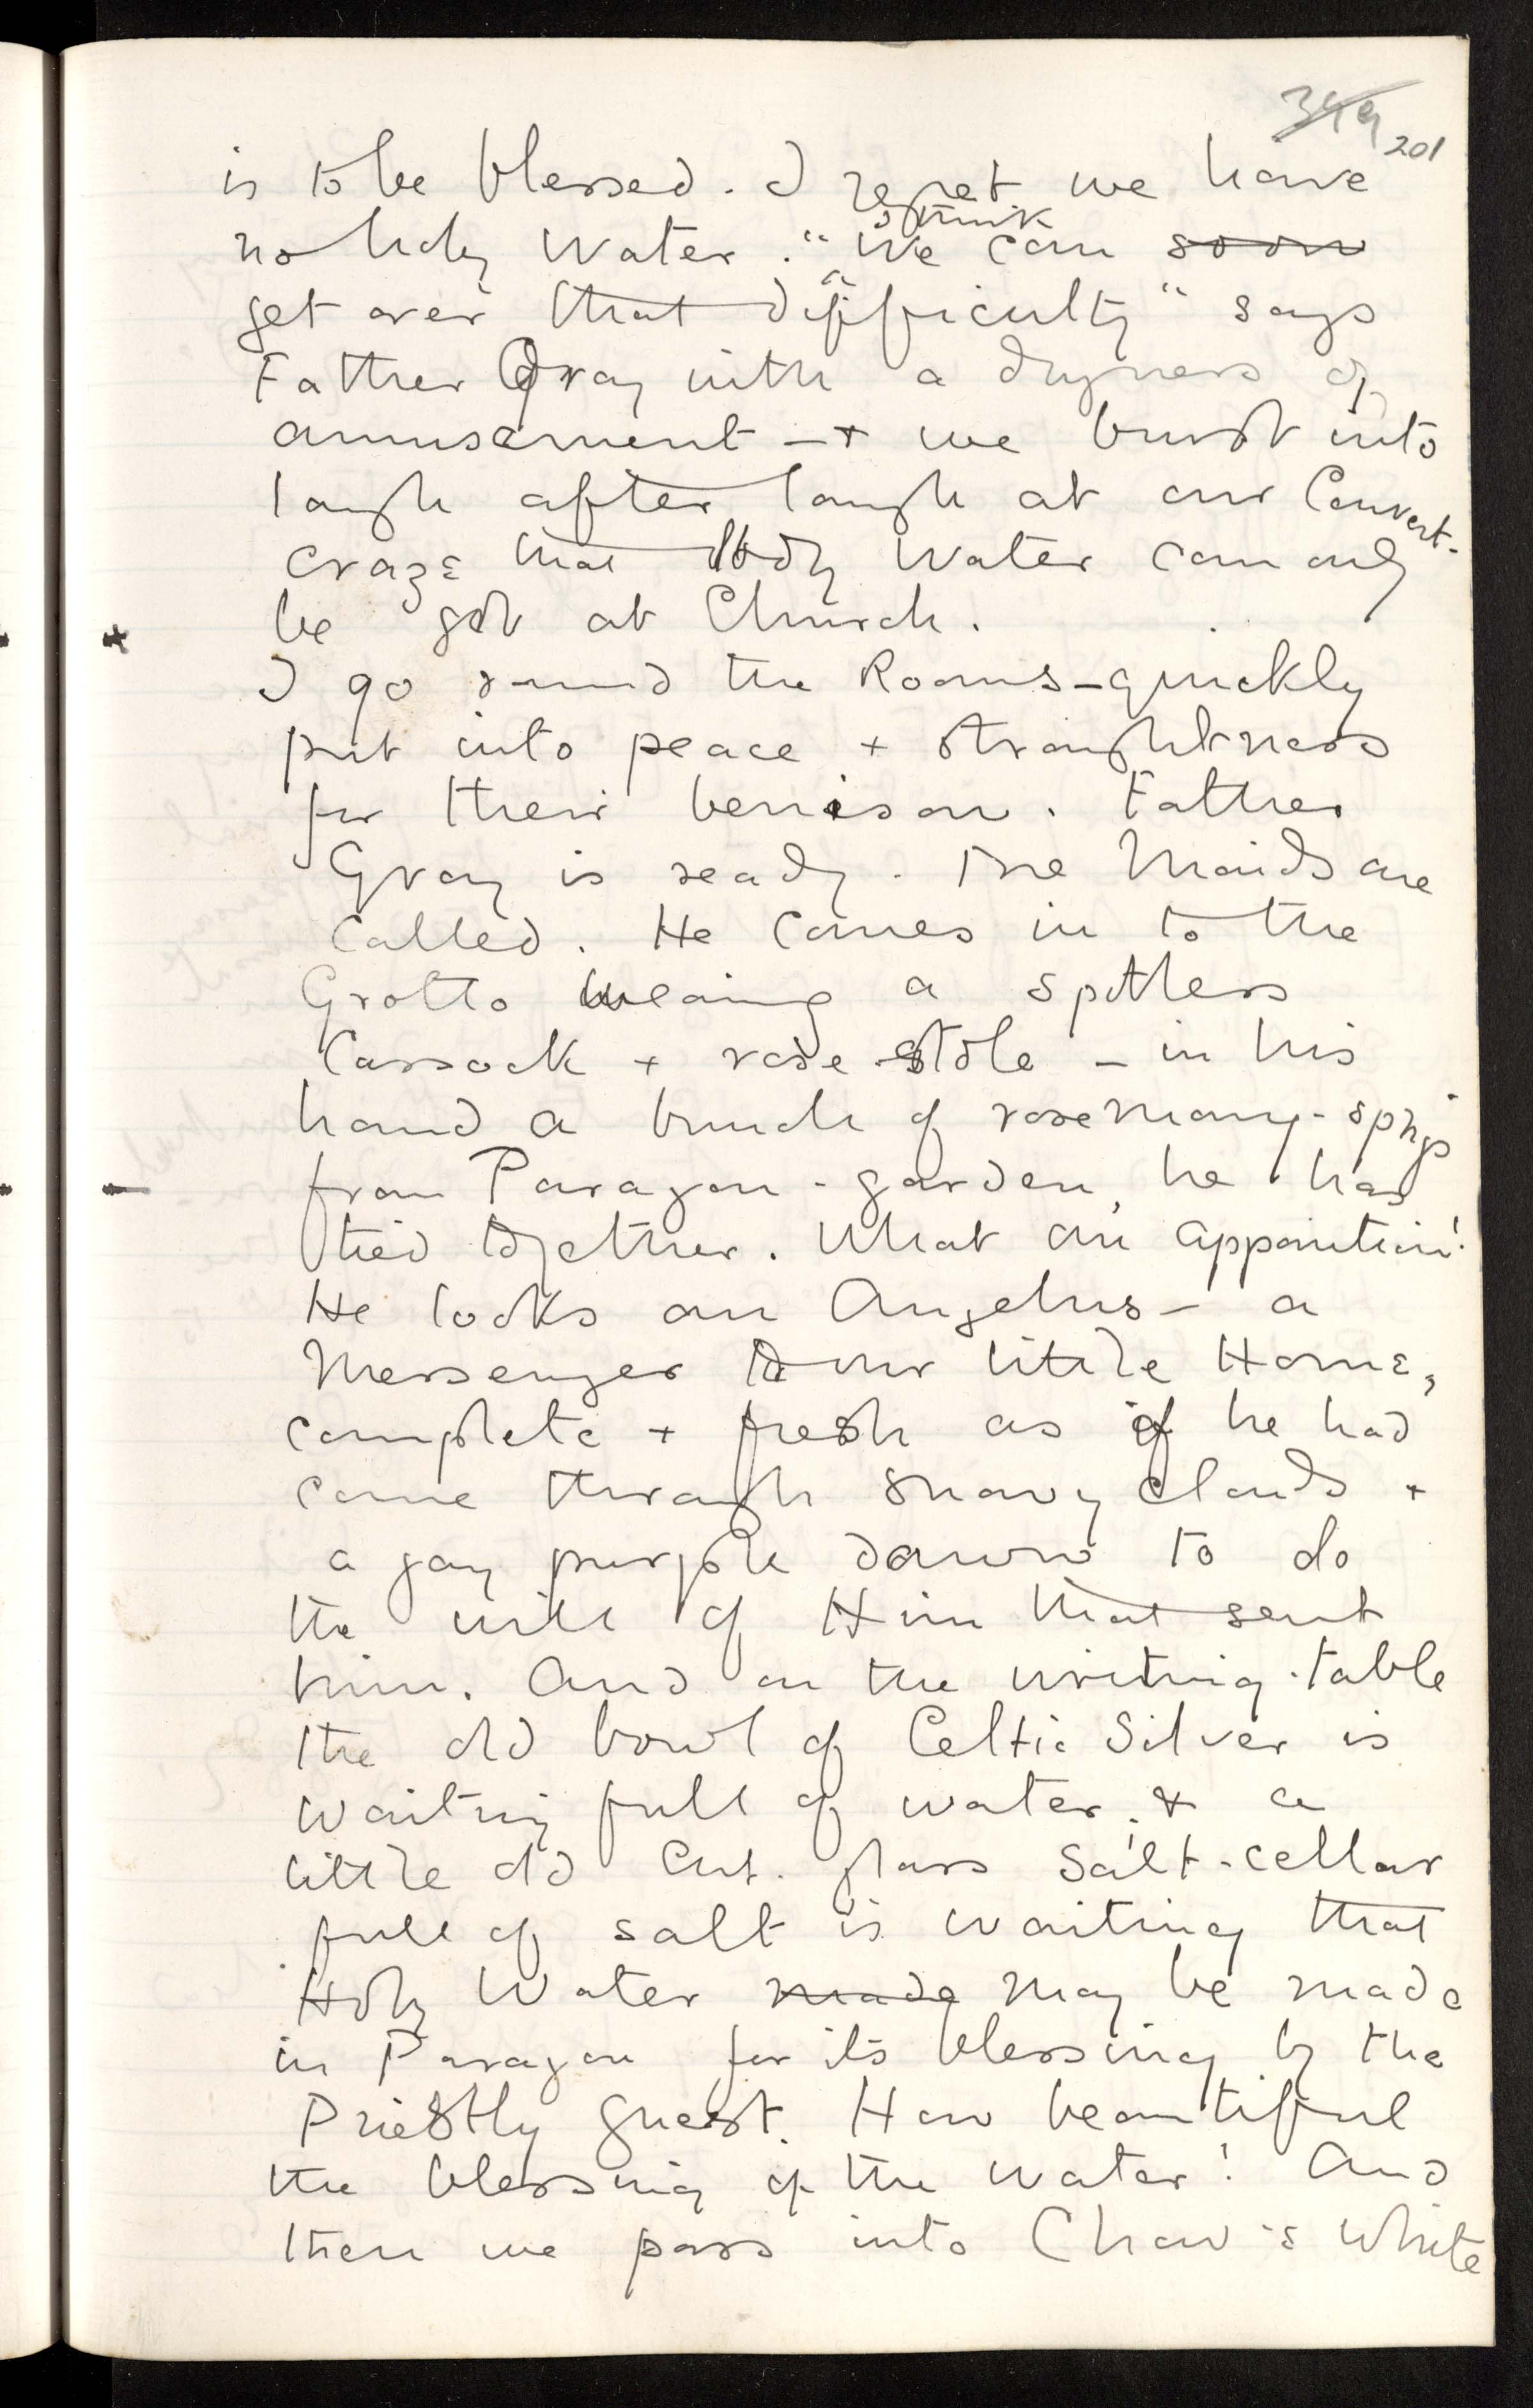 349 201
is to be blessed. I regret we have
I think
no holy water. "We can soon
get over that difficulty" says
Father Gray with a dryness of
amusement — + we burst into
laugh after laugh at our Convert-
craze that Holy Water can only
be got at Church.
I go round the Rooms – quickly
put into peace + straightness
for their benison. Father
Gray is ready. The Maids are
called. He comes in to the
Grotto wearing a spotless
Cassock + rose-stole – in his
hand a bunch of rosemary-sprigs
from Paragon-garden, he has
tied together. What an apparition!
He looks an Angelus – a
Messenger to our little Home,
complete + fresh as if he had
come through snowy clouds +
a gay purple dawn to do
the will of Him that sent
him. And on the writing-table
the old bowl of Celtic Silver is
waiting full of water, & a
little old cut-glass salt-cellar
full of salt is waiting that
Holy Water made may be made
in Paragon for its blessing by the
Priestly guest. How beautiful
the blessing of the water! And
then we pass into Chow's White